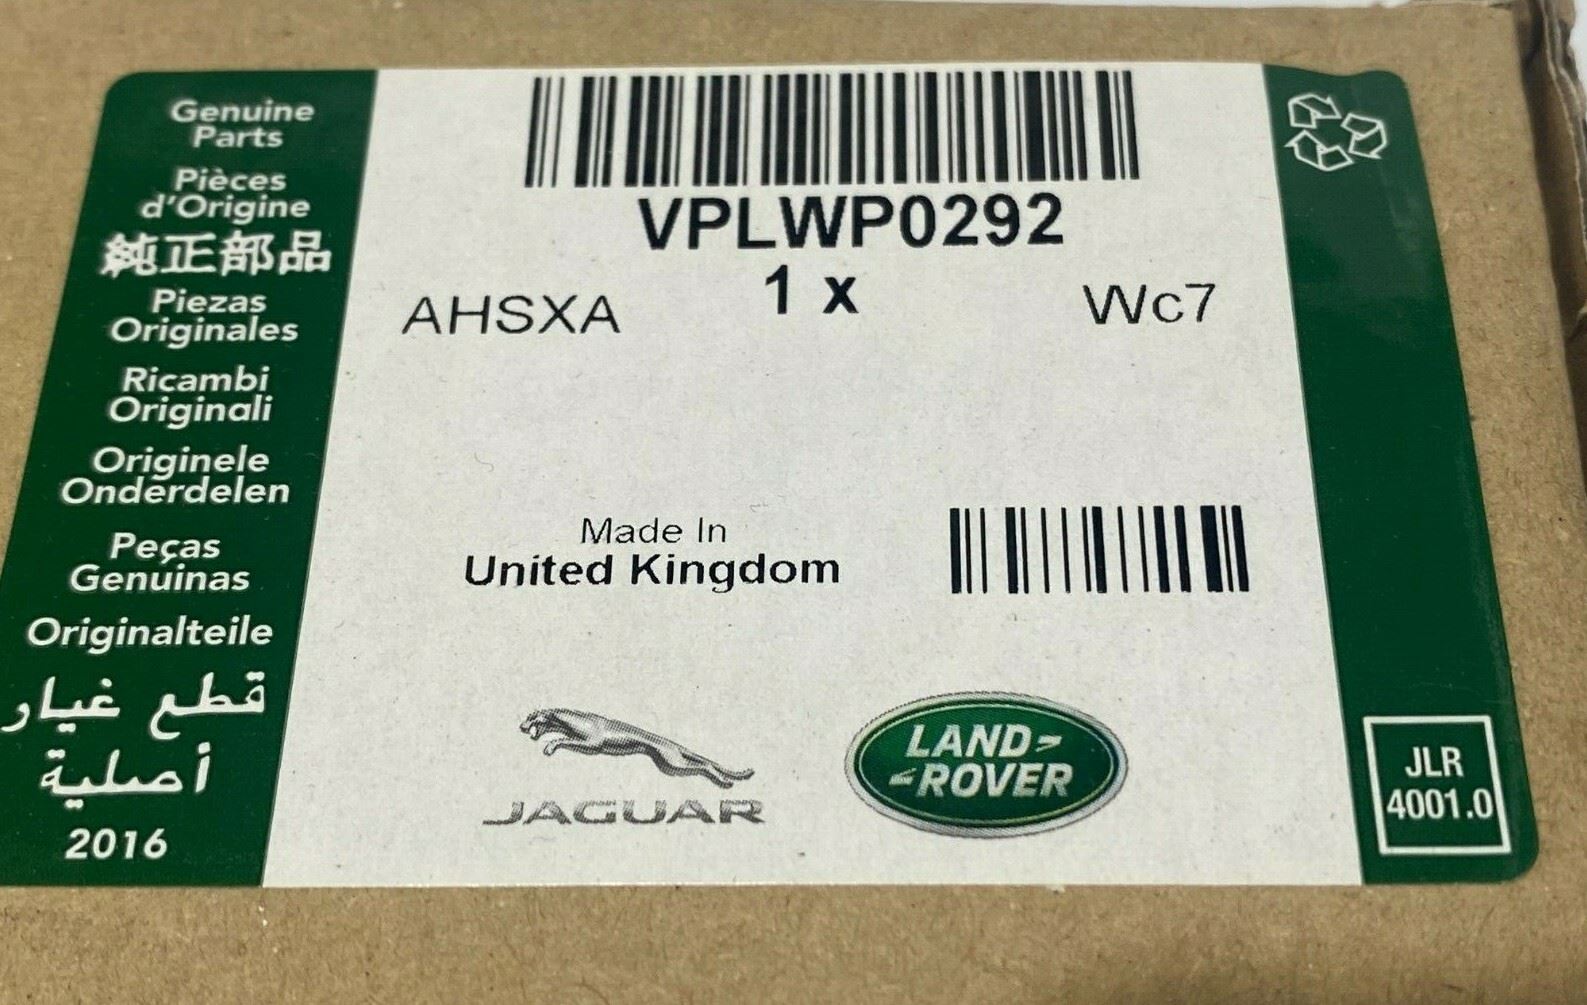 Genuine
Parts
Pièces
d'Origine
純正部品
Piezas
Originales
Ricambi
Originali
Originele
Onderdelen
Peças
Genuinas
Originalteile
قطع غيار
أصلية
2016
VPLWP0292
1 x
AHSXA
Wc7
Made In
United Kingdom
JAGUAR
LAND-
-ROVER
JLR
4001.0